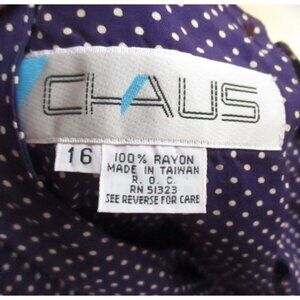 CHAUS
16
100% RAYON
MADE IN TAIWAN
R. O. C.
RN 51323
SEE REVERSE FOR CARE